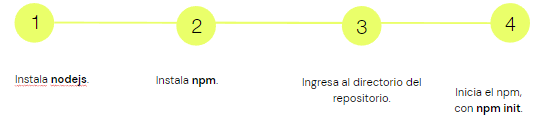 1
2
3
4
Instala nodejs.
Instala npm.
Ingresa al directorio del
repositorio.
Inicia el npm,
con npm init.